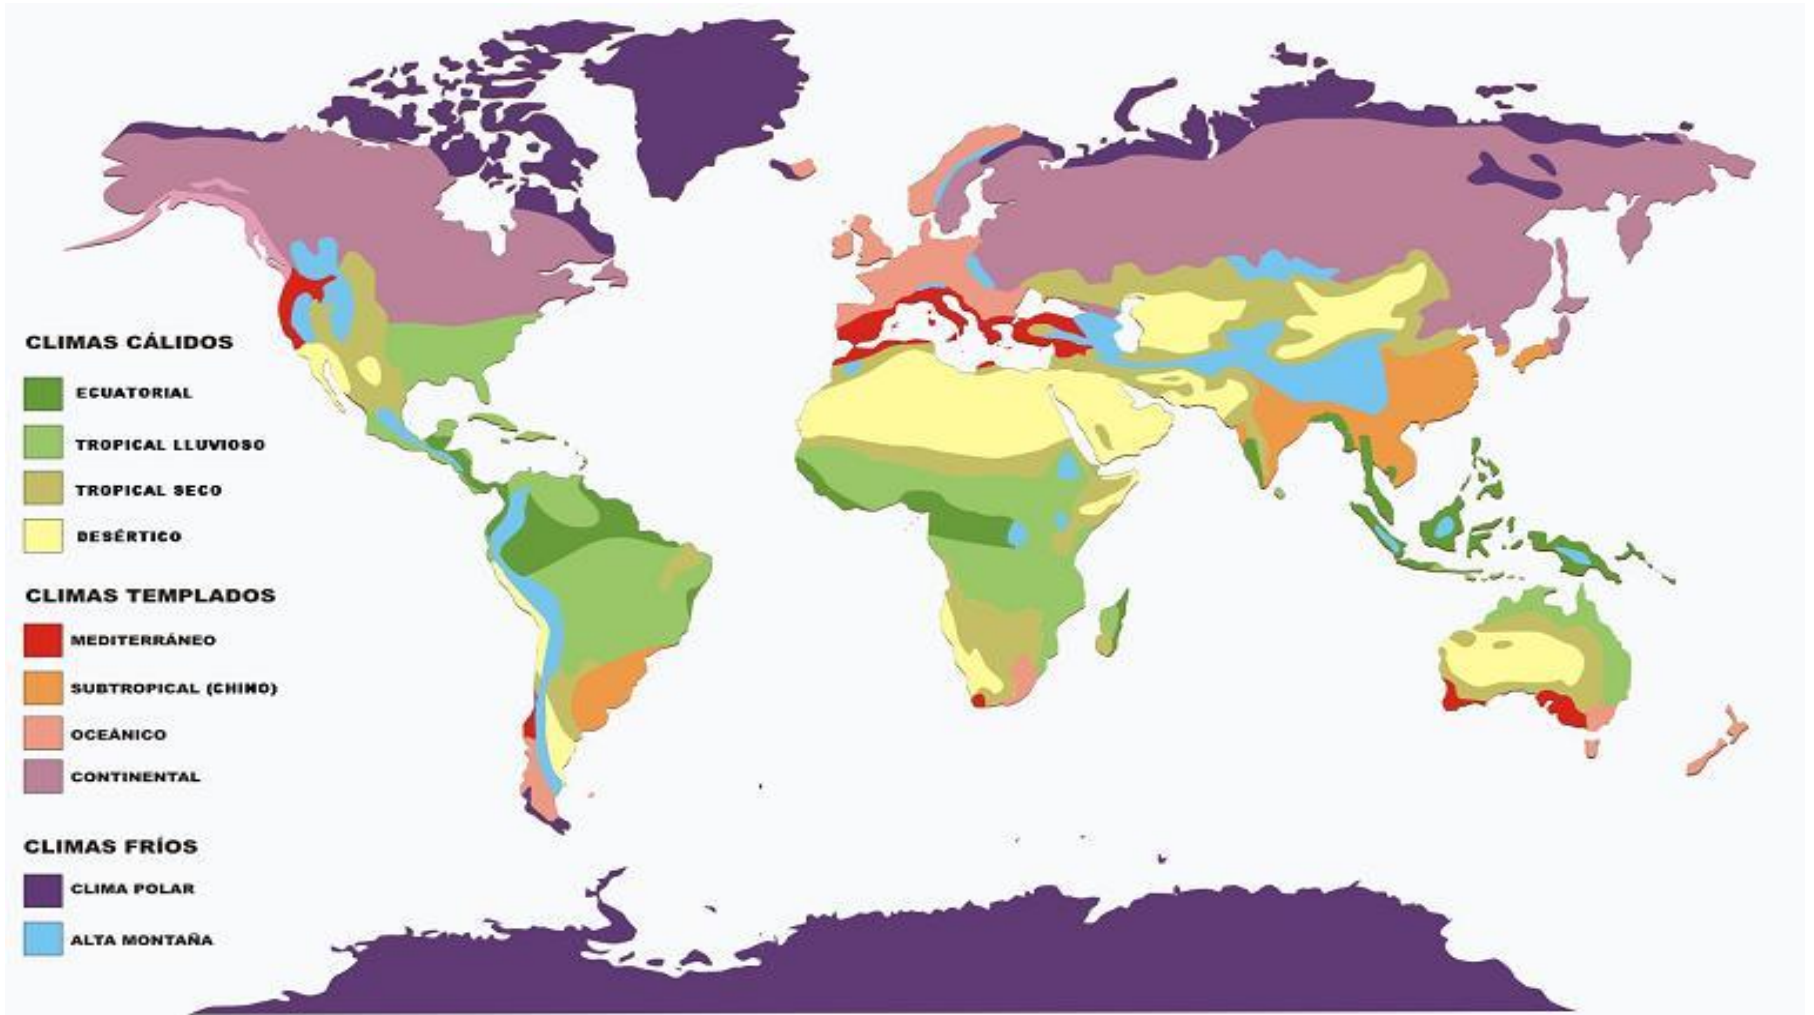 CLIMAS CÁLIDOS
ECUATORIAL
TROPICAL LLUVIOSO
TROPICAL SECO
DESÉRTICO
CLIMAS TEMPLADOS
MEDITERRÁNEO
SUBTROPICAL (CHINO)
OCEÁNICO
CONTINENTAL
CLIMAS FRÍOS
CLIMA POLAR
ALTA MONTAÑA